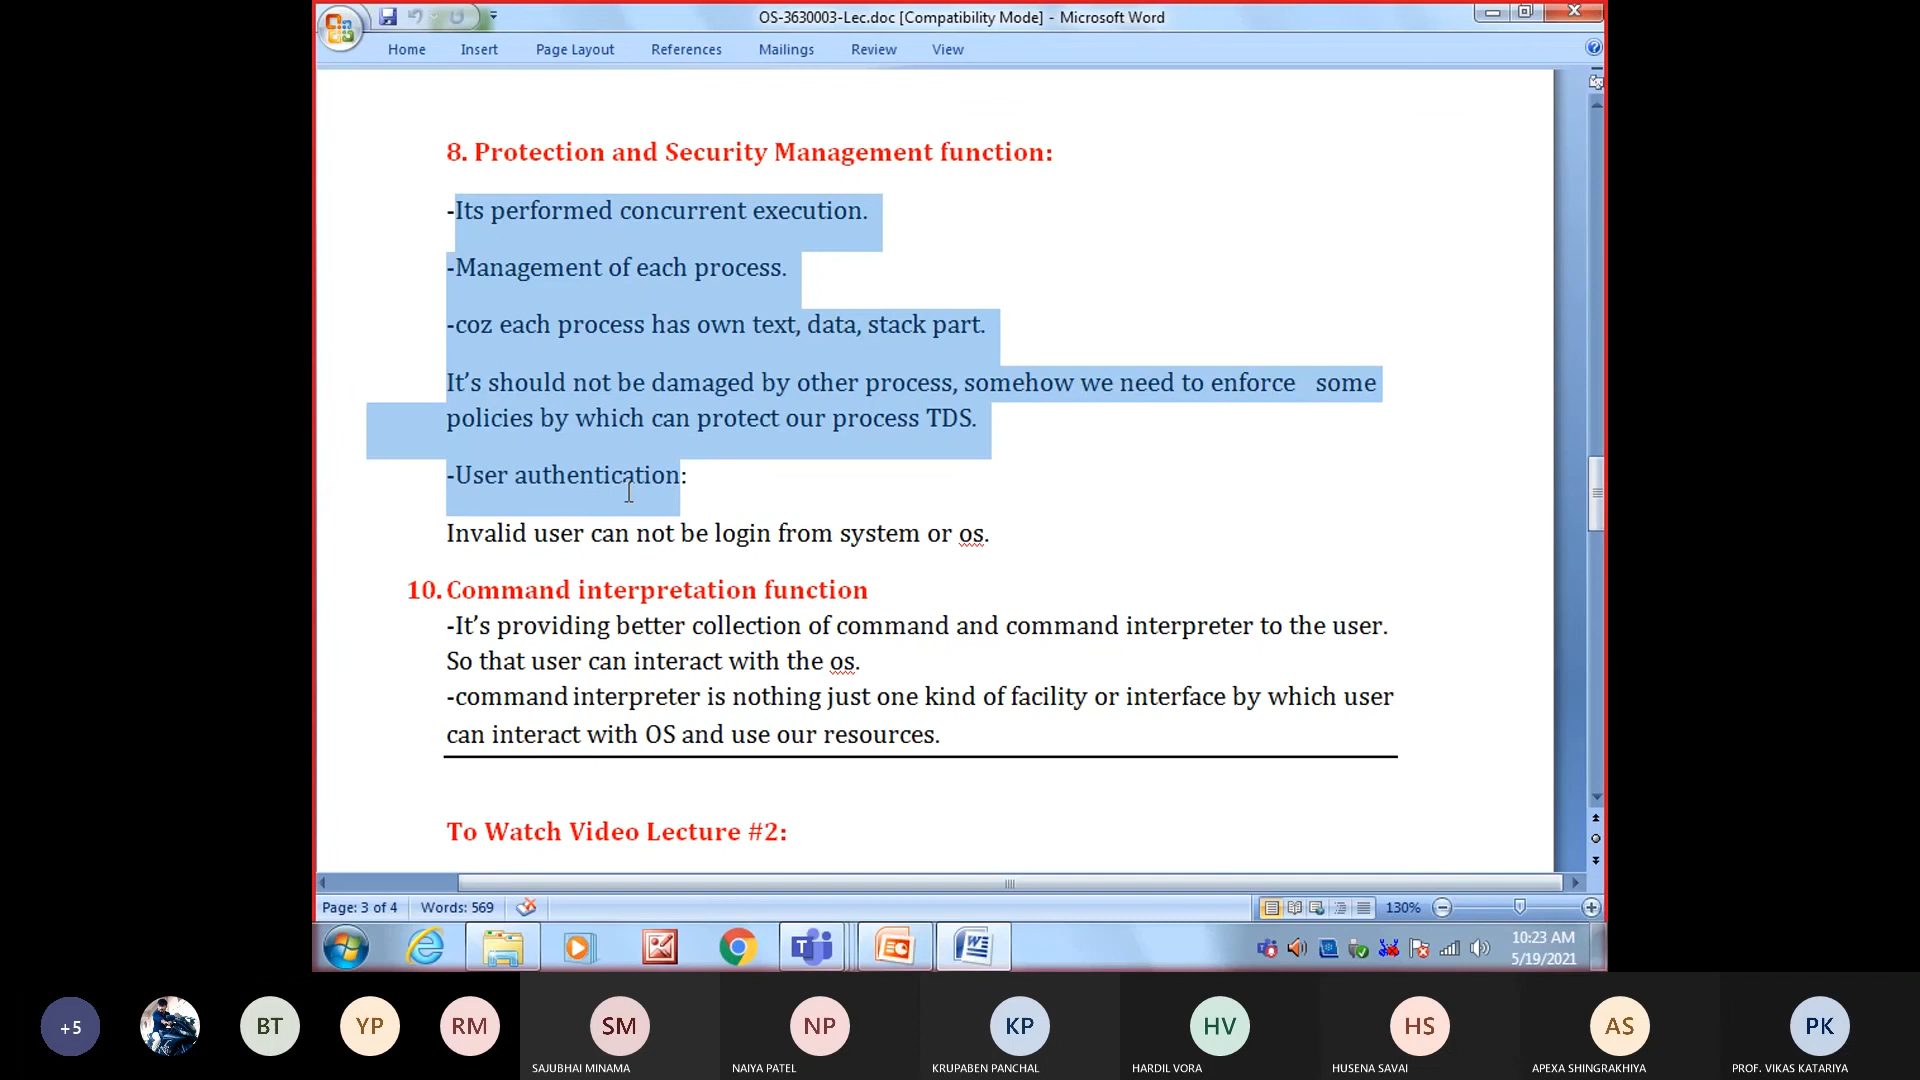 OS-3630003-Lec.doc [Compatibility Mode] - Microsoft Word
Home Insert Page Layout References Mailings Review View
8. Protection and Security Management function:
-Its performed concurrent execution.
-Management of each process.
-coz each process has own text, data, stack part.
It’s should not be damaged by other process, somehow we need to enforce some
policies by which can protect our process TDS.
-User authentication:
Invalid user can not be login from system or os.
10. Command interpretation function
-It’s providing better collection of command and command interpreter to the user.
So that user can interact with the os.
-command interpreter is nothing just one kind of facility or interface by which user
can interact with OS and use our resources.
To Watch Video Lecture #2:
Page: 3 of 4 Words: 569 130%
10:23 AM
5/19/2021
+5 BT YP RM SM NP KP HV HS AS PK
SAJUBHAI MINAMA NAIYA PATEL KRUPABEN PANCHAL HARDIL VORA HUSENA SAVAI APEXA SHINGRAKHIYA PROF. VIKAS KATARIYA